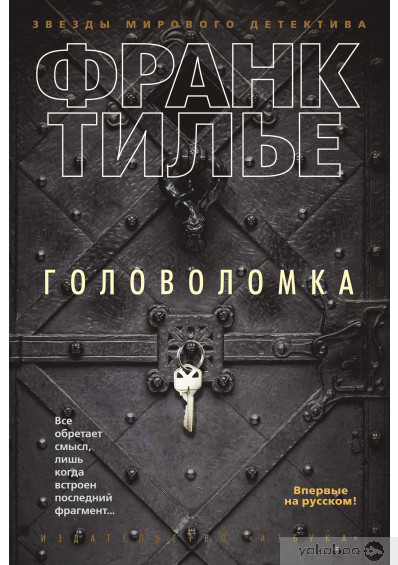 ЗВЕЗДЫ МИРОВОГО ДЕТЕКТИВА
ФРАНК
ТИЛЬЕ
ГОЛОВОЛОМКА
Все
обретает
смысл,
лишь
когда
встроен
последний
фрагмент...
Впервые
на русском!
ИЗДАТЕЛЬСТВО «АЗБУКА»
yakaboo